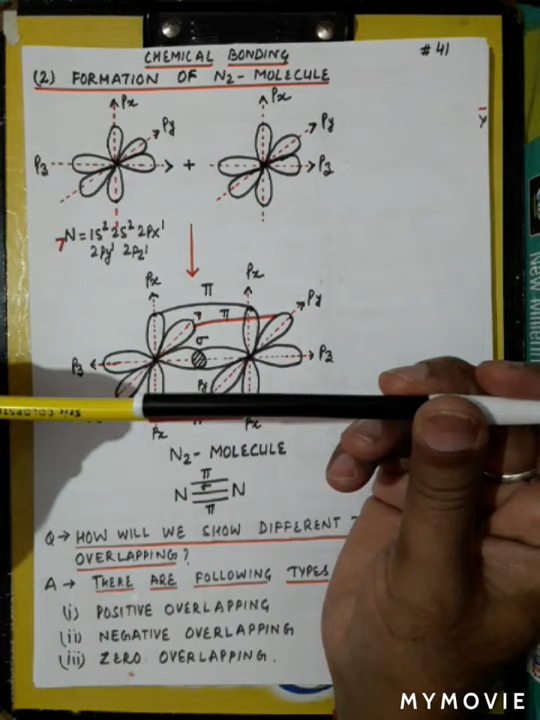 CHEMICAL BONDING
# 41
(2) FORMATION OF N2 - MOLECULE
Px Px
Py Py
Pz + Pz
7N = 1S² 2S² 2Px¹
2Py¹ 2Pz¹
Px Px
π
π Py
σ
Pz Pz
Py
Px Px
N2 - MOLECULE
π
N σ N
π
Q → HOW WILL WE SHOW DIFFERENT
OVERLAPPING ?
A → THERE ARE FOLLOWING TYPES
(i) POSITIVE OVERLAPPING
(ii) NEGATIVE OVERLAPPING
(iii) ZERO OVERLAPPING.
MYMOVIE